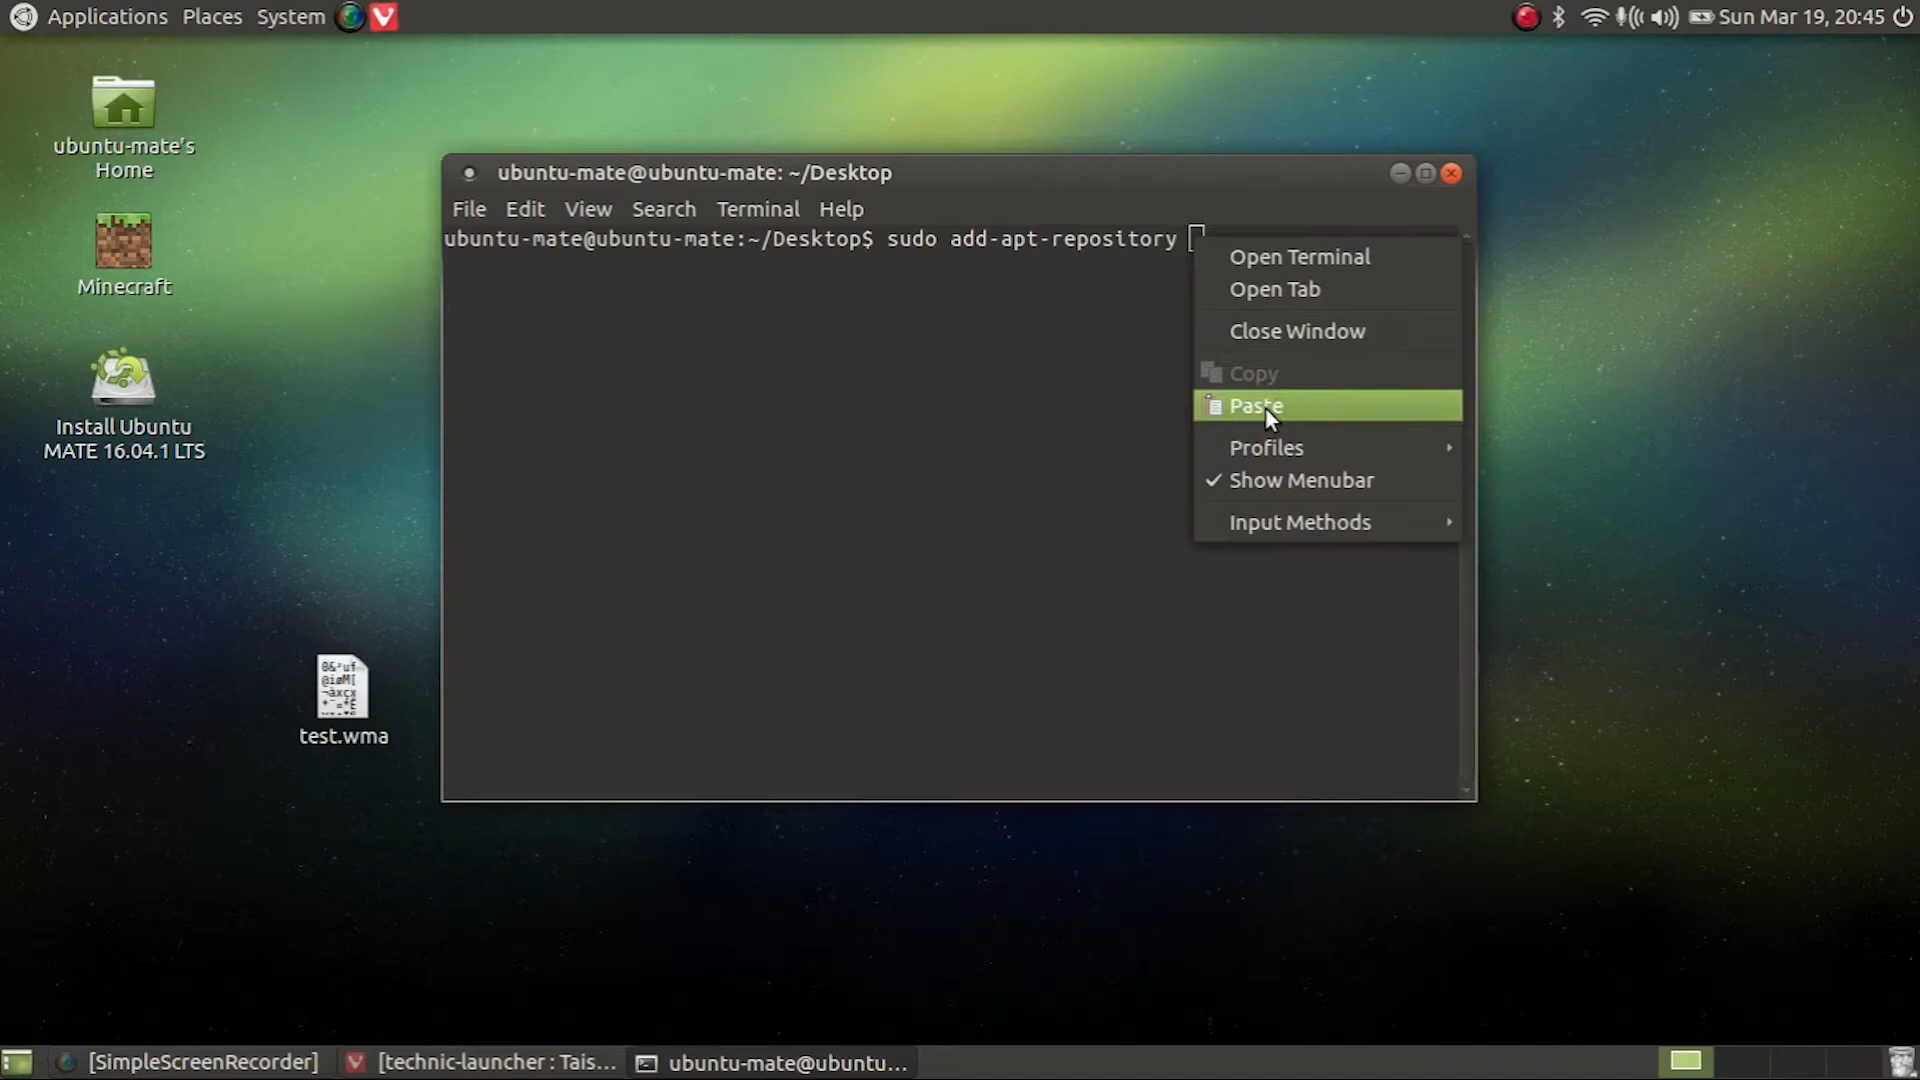 Applications Places System
Sun Mar 19, 20:45
ubuntu-mate's
Home
Minecraft
Install Ubuntu
MATE 16.04.1 LTS
test.wma
ubuntu-mate@ubuntu-mate: ~/Desktop
File Edit View Search Terminal Help
ubuntu-mate@ubuntu-mate:~/Desktop$ sudo add-apt-repository
Open Terminal
Open Tab
Close Window
Copy
Paste
Profiles
Show Menubar
Input Methods
[SimpleScreenRecorder]
[technic-launcher : Tais...
ubuntu-mate@ubuntu...